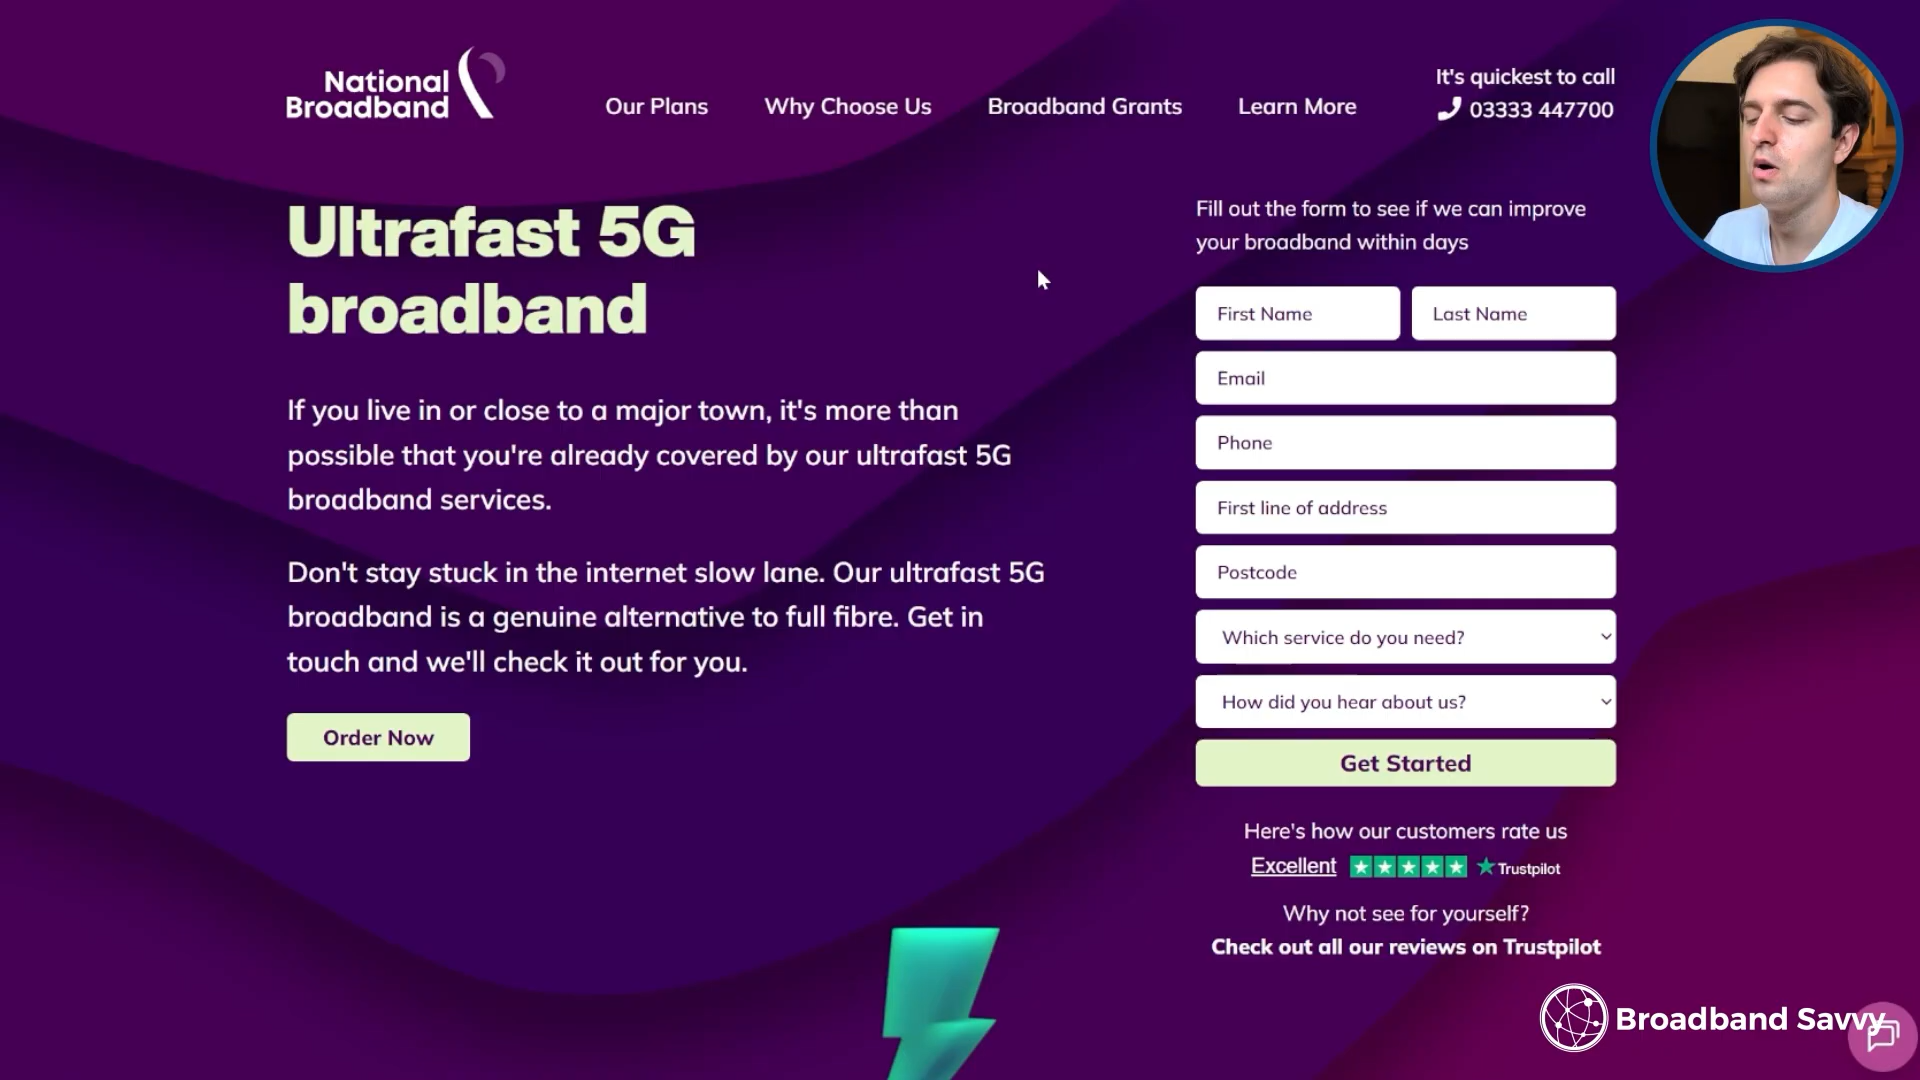 National
Broadband
Our Plans
Why Choose Us
Broadband Grants
Learn More
It's quickest to call
03333 447700
Ultrafast 5G
broadband
If you live in or close to a major town, it's more than
possible that you're already covered by our ultrafast 5G
broadband services.
Don't stay stuck in the internet slow lane. Our ultrafast 5G
broadband is a genuine alternative to full fibre. Get in
touch and we'll check it out for you.
Order Now
Fill out the form to see if we can improve
your broadband within days
First Name
Last Name
Email
Phone
First line of address
Postcode
Which service do you need?
How did you hear about us?
Get Started
Here's how our customers rate us
Excellent
Trustpilot
Why not see for yourself?
Check out all our reviews on Trustpilot
Broadband Savvy